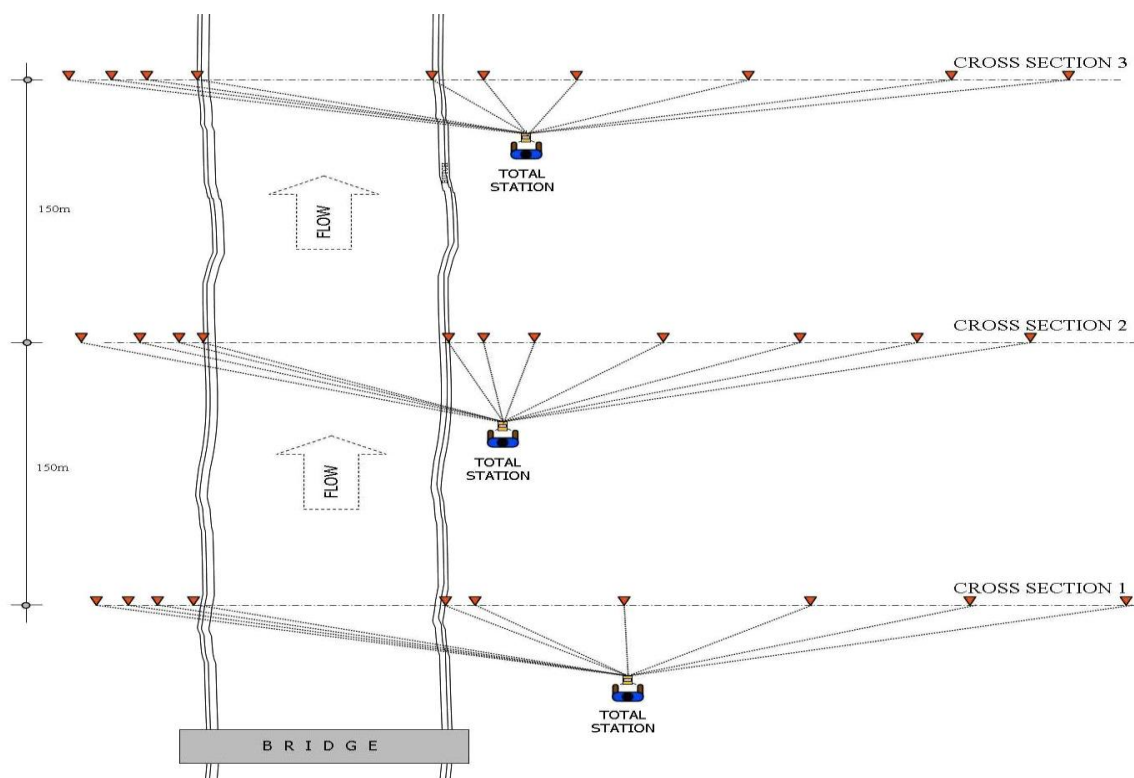 CROSS SECTION 3
TOTAL
STATION
150m
FLOW
CROSS SECTION 2
TOTAL
STATION
150m
FLOW
CROSS SECTION 1
TOTAL
STATION
BRIDGE